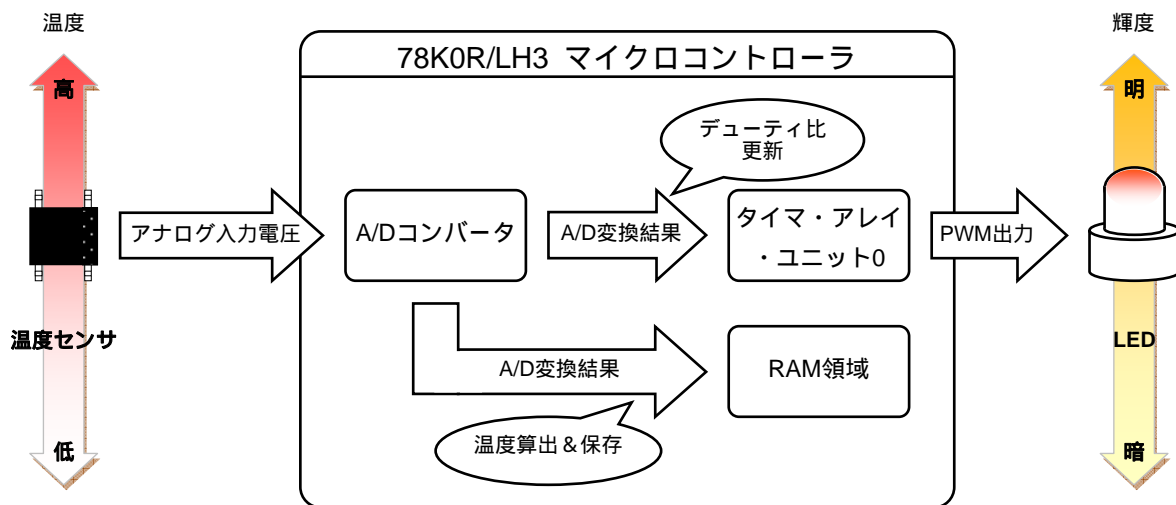 温度
輝度
78K0R/LH3 マイクロコントローラ
高
明
デューティ比
更新
アナログ入力電圧
A/Dコンバータ
A/D変換結果
タイマ・アレイ
・ユニット0
PWM出力
温度センサ
LED
A/D変換結果
RAM領域
温度算出＆保存
低
暗